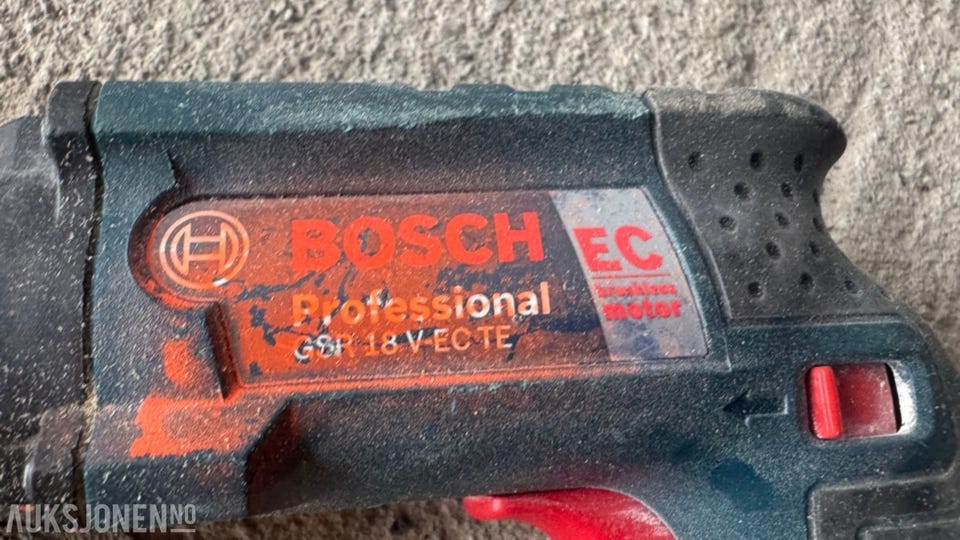 BOSCH
Professional
GSR 18 V-EC TE
EC
brushless
motor
AUKSJONEN.NO